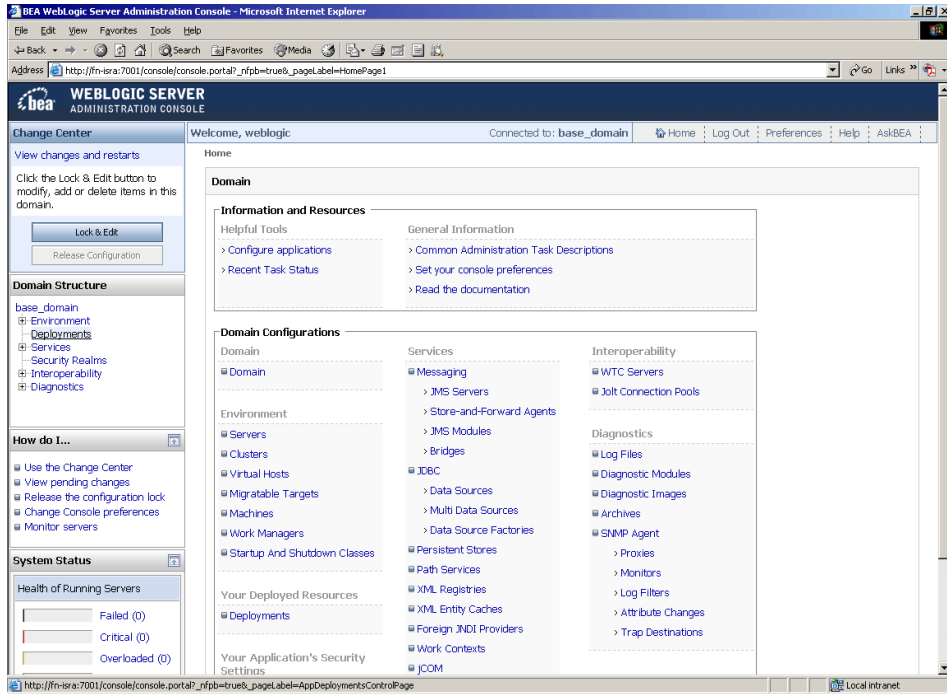 BEA WebLogic Server Administration Console - Microsoft Internet Explorer
File Edit View Favorites Tools Help
Back Search Favorites Media
Address http://fn-isra:7001/console/console.portal?_nfpb=true&_pageLabel=HomePage1 Go Links »
bea WEBLOGIC SERVER
ADMINISTRATION CONSOLE
Change Center
View changes and restarts
Click the Lock & Edit button to
modify, add or delete items in this
domain.
Lock & Edit
Release Configuration
Domain Structure
base_domain
Environment
Deployments
Services
Security Realms
Interoperability
Diagnostics
How do I...
Use the Change Center
View pending changes
Release the configuration lock
Change Console preferences
Monitor servers
System Status
Health of Running Servers
Failed (0)
Critical (0)
Overloaded (0)
Welcome, weblogic Connected to: base_domain Home Log Out Preferences Help AskBEA
Home
Domain
Information and Resources
Helpful Tools
› Configure applications
› Recent Task Status
General Information
› Common Administration Task Descriptions
› Set your console preferences
› Read the documentation
Domain Configurations
Domain
Domain
Environment
Servers
Clusters
Virtual Hosts
Migratable Targets
Machines
Work Managers
Startup And Shutdown Classes
Your Deployed Resources
Deployments
Your Application's Security
Settings
Services
Messaging
› JMS Servers
› Store-and-Forward Agents
› JMS Modules
› Bridges
JDBC
› Data Sources
› Multi Data Sources
› Data Source Factories
Persistent Stores
Path Services
XML Registries
XML Entity Caches
Foreign JNDI Providers
Work Contexts
jCOM
Interoperability
WTC Servers
Jolt Connection Pools
Diagnostics
Log Files
Diagnostic Modules
Diagnostic Images
Archives
SNMP Agent
› Proxies
› Monitors
› Log Filters
› Attribute Changes
› Trap Destinations
http://fn-isra:7001/console/console.portal?_nfpb=true&_pageLabel=AppDeploymentsControlPage Local intranet